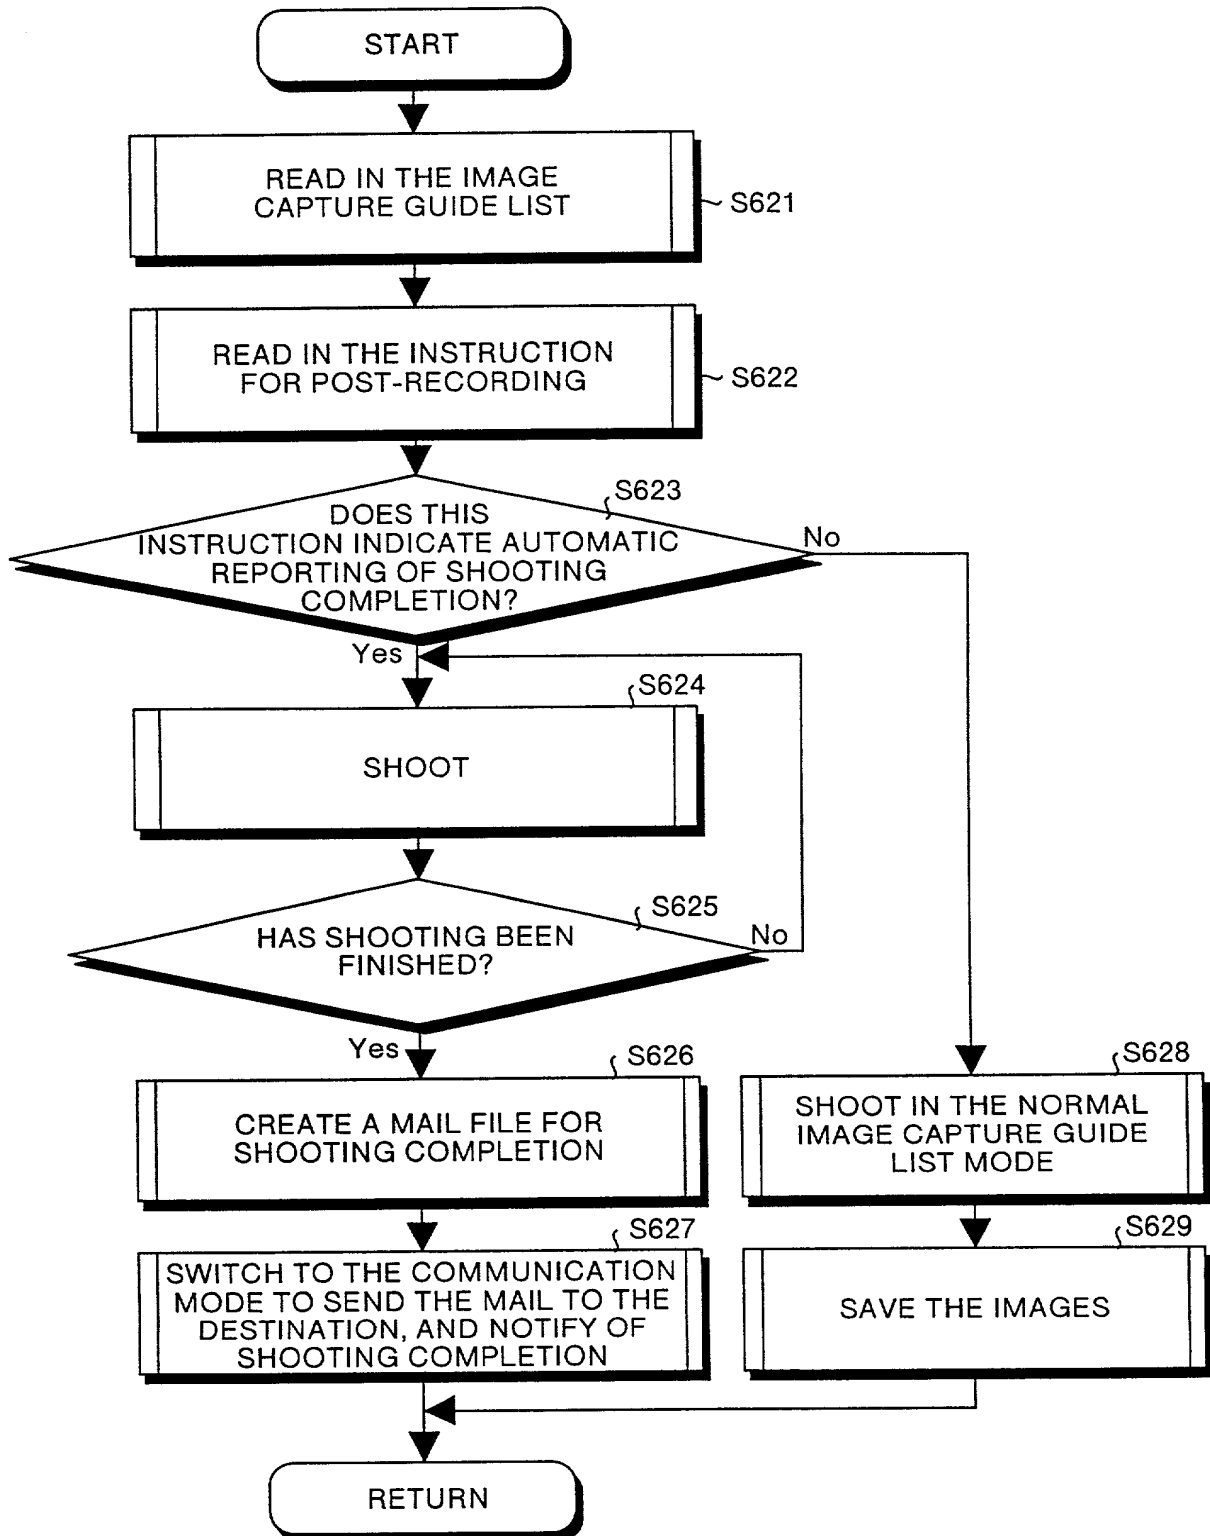 START
READ IN THE IMAGE
CAPTURE GUIDE LIST
S621
READ IN THE INSTRUCTION
FOR POST-RECORDING
S622
S623
DOES THIS
INSTRUCTION INDICATE AUTOMATIC
REPORTING OF SHOOTING
COMPLETION?
No
Yes
S624
SHOOT
S625
HAS SHOOTING BEEN
FINISHED?
No
Yes
S626
CREATE A MAIL FILE FOR
SHOOTING COMPLETION
S627
SWITCH TO THE COMMUNICATION
MODE TO SEND THE MAIL TO THE
DESTINATION, AND NOTIFY OF
SHOOTING COMPLETION
S628
SHOOT IN THE NORMAL
IMAGE CAPTURE GUIDE
LIST MODE
S629
SAVE THE IMAGES
RETURN